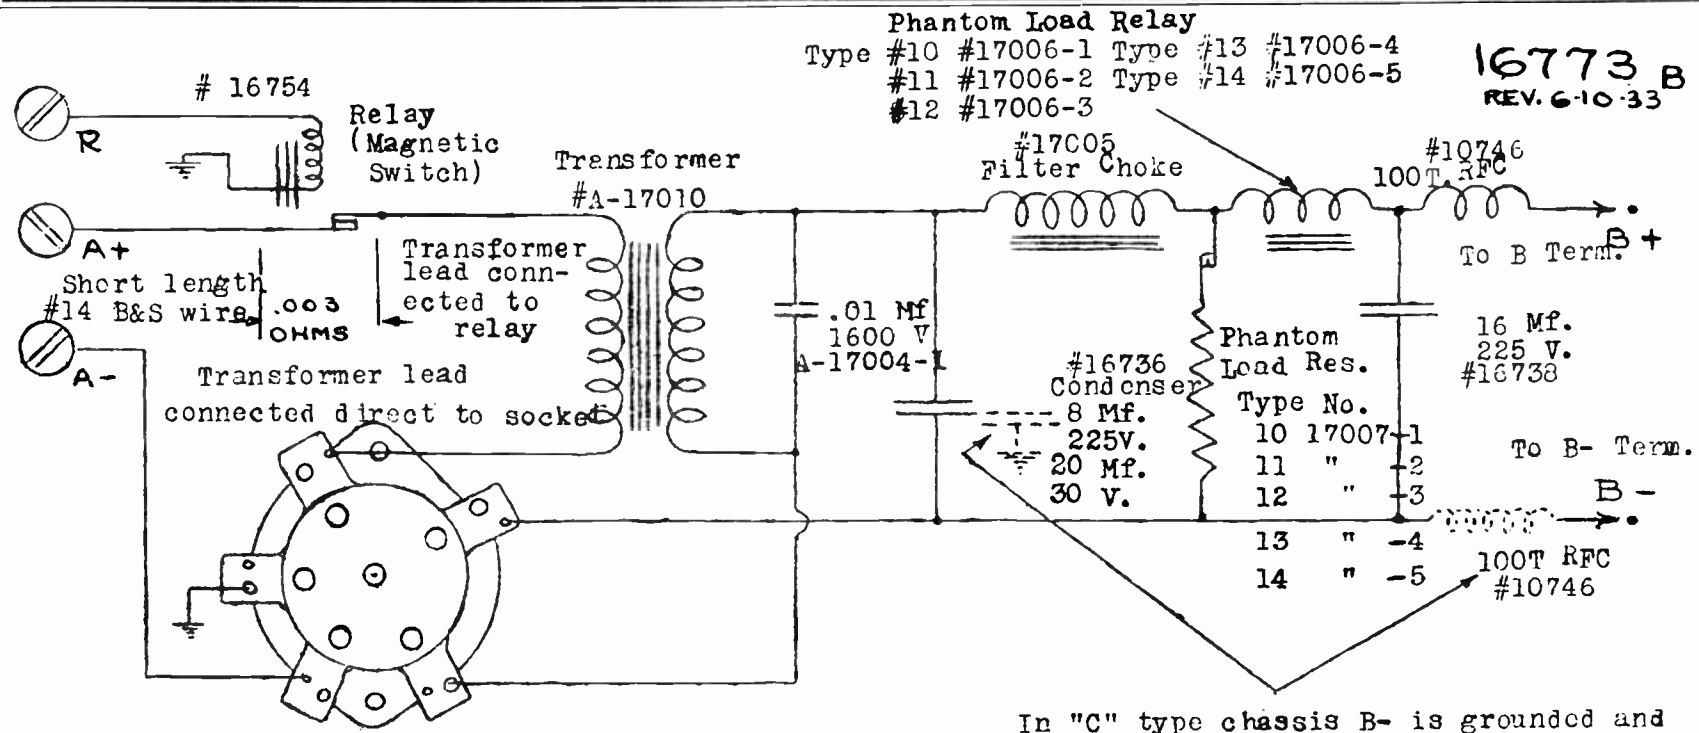 Phantom Load Relay
Type #10 #17006-1 Type #13 #17006-4
#11 #17006-2 Type #14 #17006-5
#12 #17006-3
16773 B
REV. 6-10-33
# 16754
R
Relay
(Magnetic
Switch)
Transformer
#A-17010
#17005
Filter Choke
#10746
100T. RFC
A+
Short length
#14 B&S wire
.003
OHMS
Transformer
lead conn-
ected to
relay
B+
To B Term.
A-
Transformer lead
connected direct to socket
.01 Mf
1600 V
A-17004-1
#16736
Condenser
8 Mf.
225V.
20 Mf.
30 V.
Phantom
Load Res.
Type No.
10 17007-1
11 " -2
12 " -3
13 " -4
14 " -5
16 Mf.
225 V.
#16738
To B- Term.
B-
100T RFC
#10746
In "C" type chassis B- is grounded and